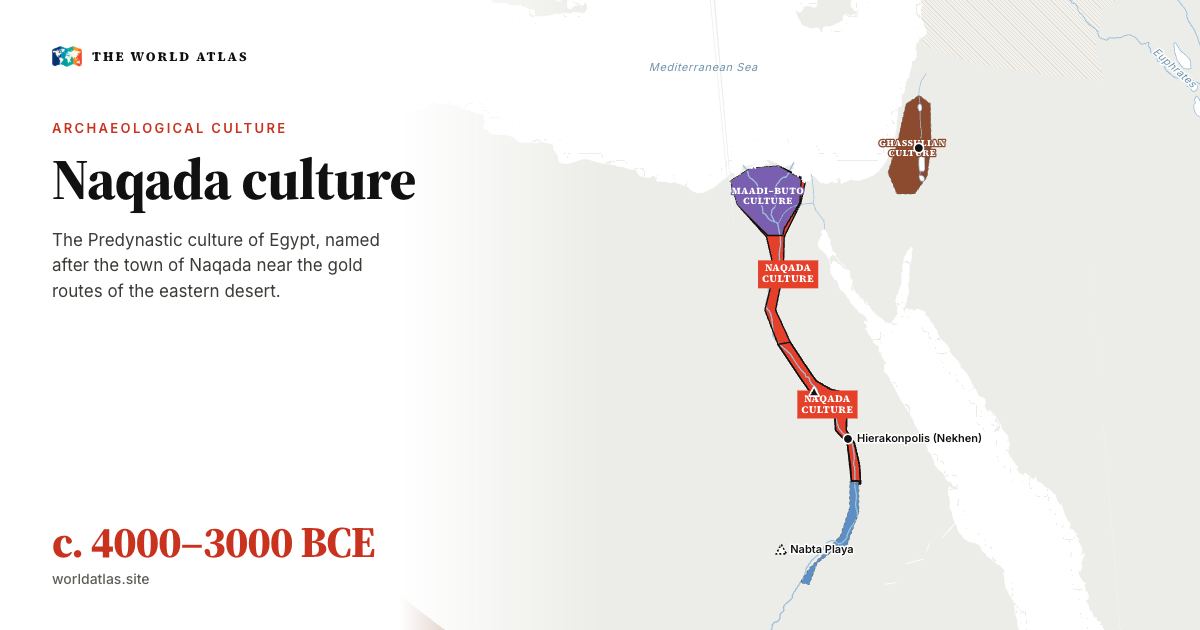 THE WORLD ATLAS
ARCHAEOLOGICAL CULTURE
Naqada culture
The Predynastic culture of Egypt, named
after the town of Naqada near the gold
routes of the eastern desert.
c. 4000–3000 BCE
worldatlas.site
Mediterranean Sea
Euphrates
GHASSULIAN
CULTURE
MAADI–BUTO
CULTURE
NAQADA
CULTURE
NAQADA
CULTURE
Hierakonpolis (Nekhen)
Nabta Playa